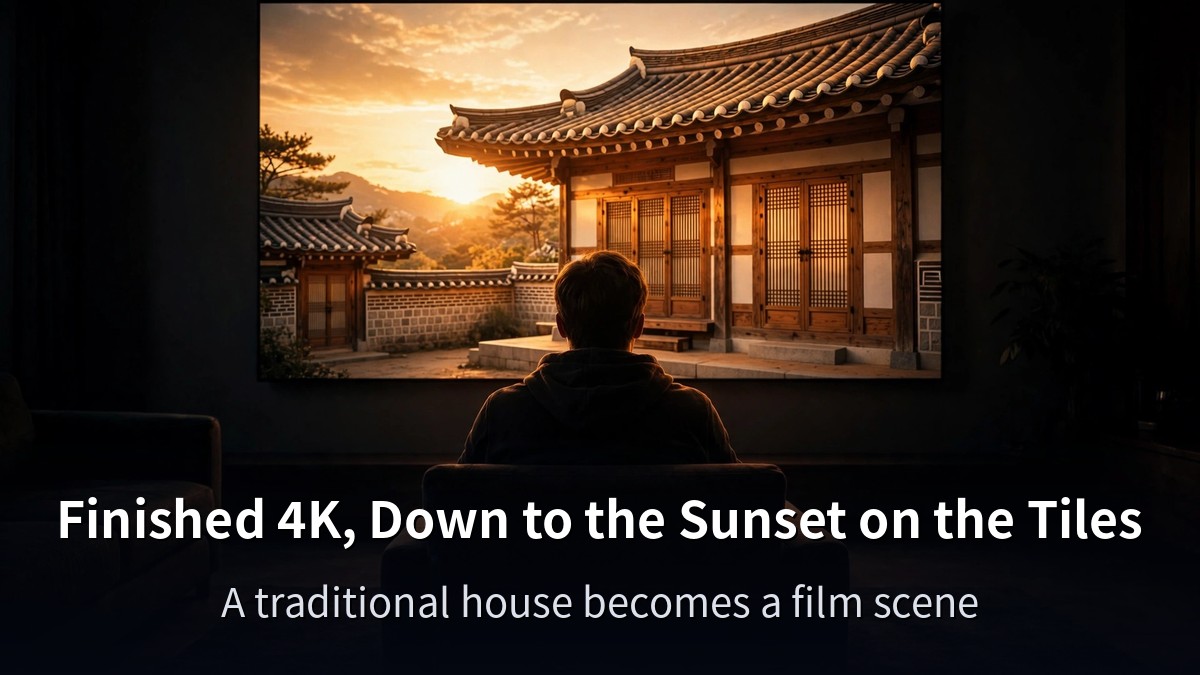 Finished 4K, Down to the Sunset on the Tiles
A traditional house becomes a film scene